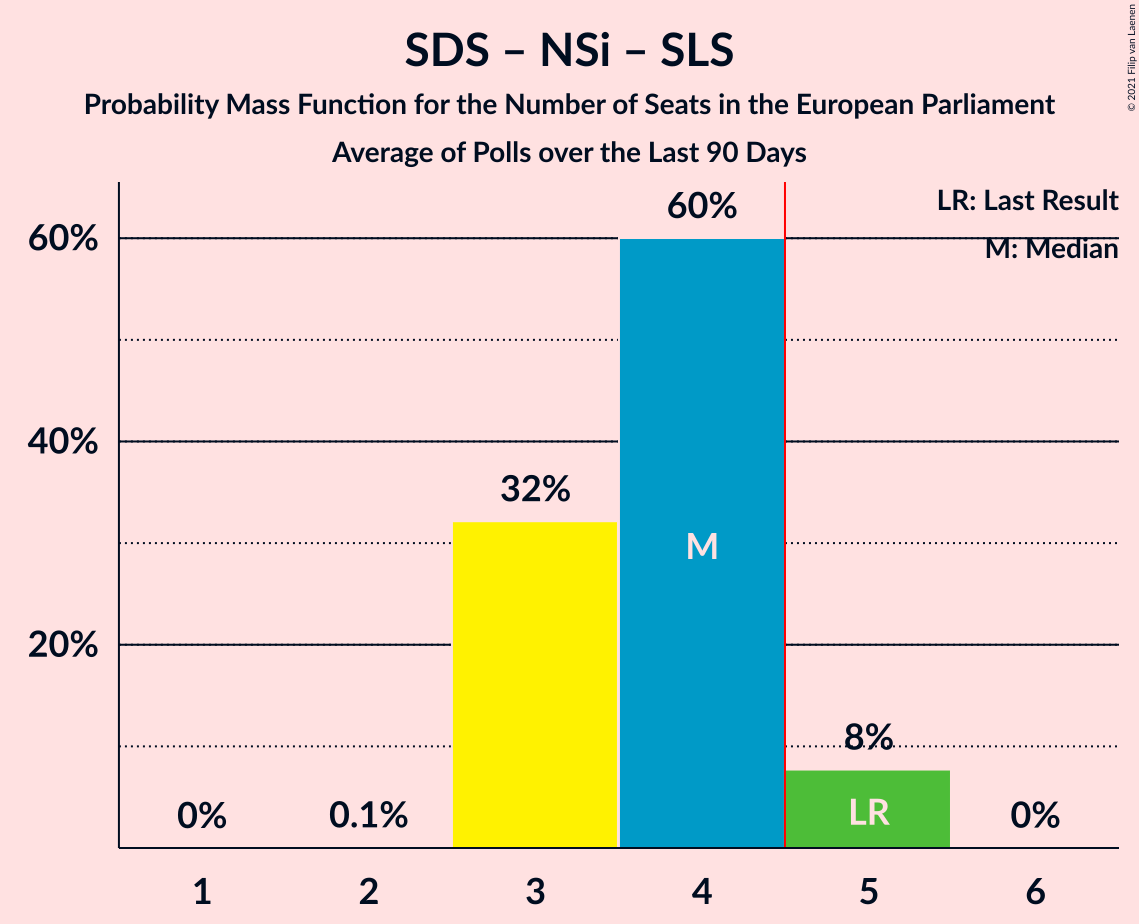 © 2021 Filip van Laenen
SDS – NSi – SLS
Probability Mass Function for the Number of Seats in the European Parliament
Average of Polls over the Last 90 Days
LR: Last Result
M: Median
60%
40%
20%
0%
0.1%
32%
60%
8%
0%
M
LR
1
2
3
4
5
6